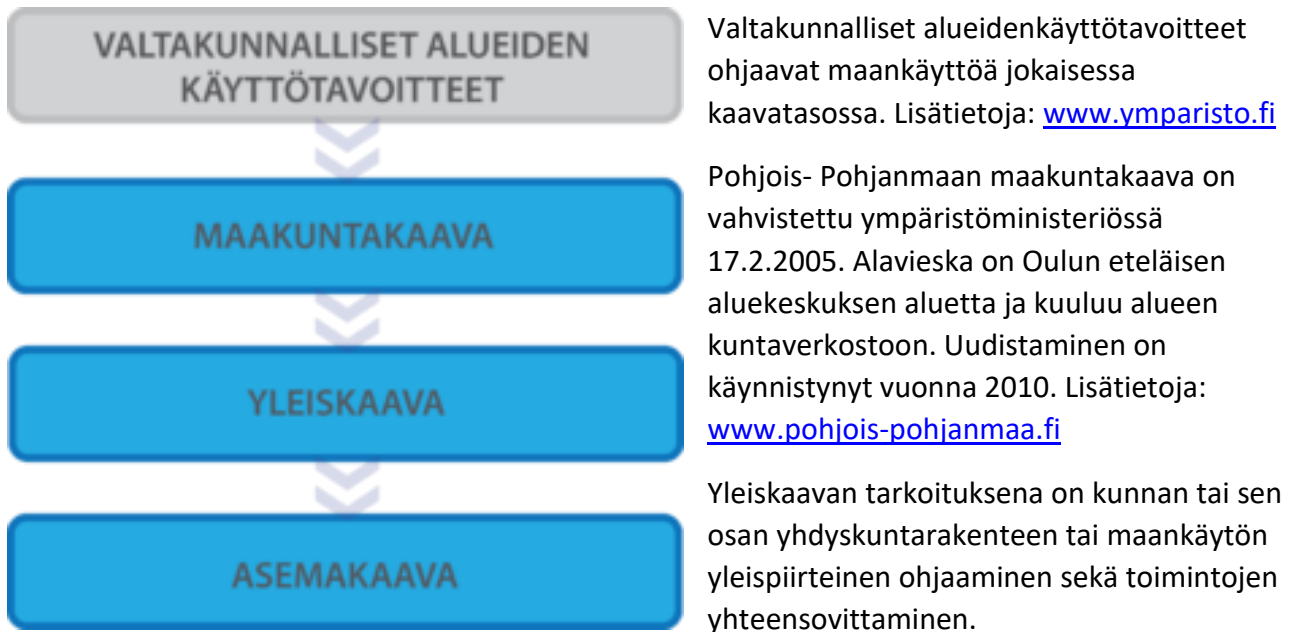 VALTAKUNNALLISET ALUEIDEN
KÄYTTÖTAVOITTEET
MAAKUNTAKAAVA
YLEISKAAVA
ASEMAKAAVA
Valtakunnalliset alueidenkäyttötavoitteet
ohjaavat maankäyttöä jokaisessa
kaavatasossa. Lisätietoja: www.ymparisto.fi
Pohjois- Pohjanmaan maakuntakaava on
vahvistettu ympäristöministeriössä
17.2.2005. Alavieska on Oulun eteläisen
aluekeskuksen aluetta ja kuuluu alueen
kuntaverkostoon. Uudistaminen on
käynnistynyt vuonna 2010. Lisätietoja:
www.pohjois-pohjanmaa.fi
Yleiskaavan tarkoituksena on kunnan tai sen
osan yhdyskuntarakenteen tai maankäytön
yleispiirteinen ohjaaminen sekä toimintojen
yhteensovittaminen.